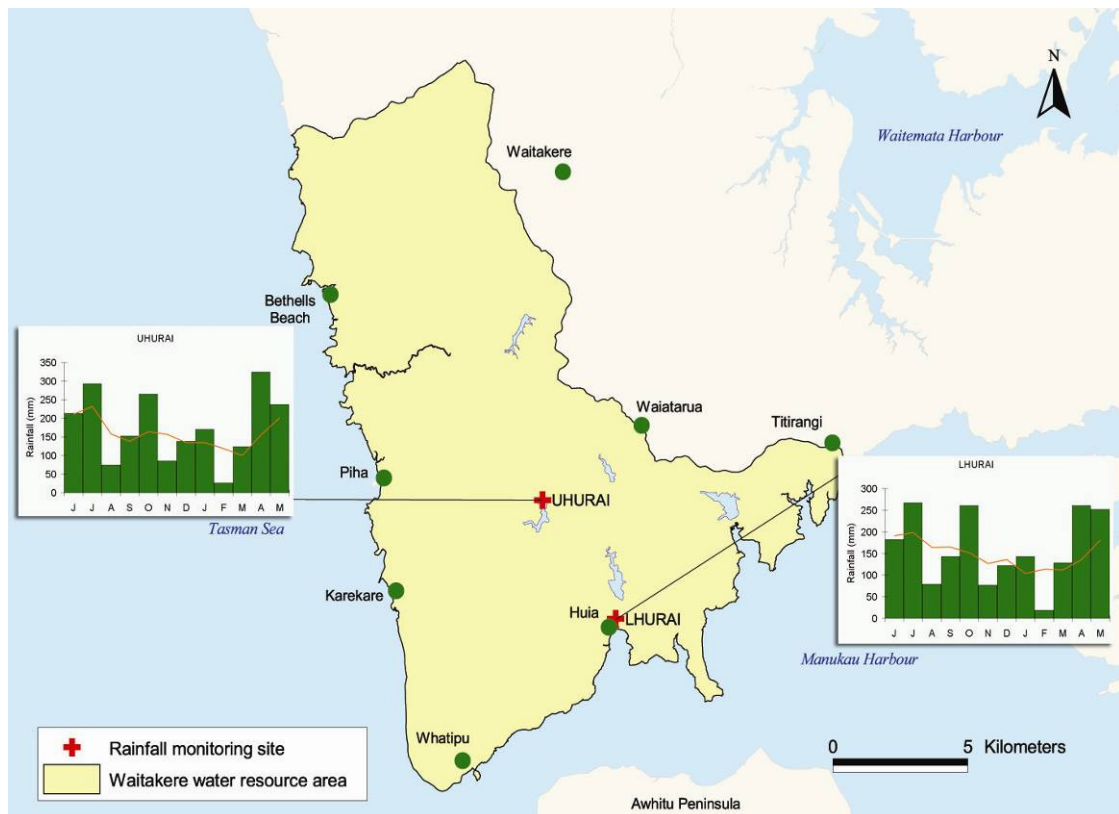 N
Waitemata Harbour
Waitakere
Bethells
Beach
UHURAI
Rainfall (mm)
350
300
250
200
150
100
50
0
J J A S O N D J F M A M
Tasman Sea
Waiatarua
Titirangi
Piha
UHURAI
LHURAI
Rainfall (mm)
300
250
200
150
100
50
0
J J A S O N D J F M A M
Karekare
Huia
LHURAI
Manukau Harbour
Whatipu
Rainfall monitoring site
Waitakere water resource area
0 5 Kilometers
Awhitu Peninsula